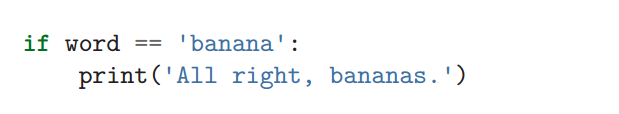 if word == 'banana':
    print('All right, bananas.')